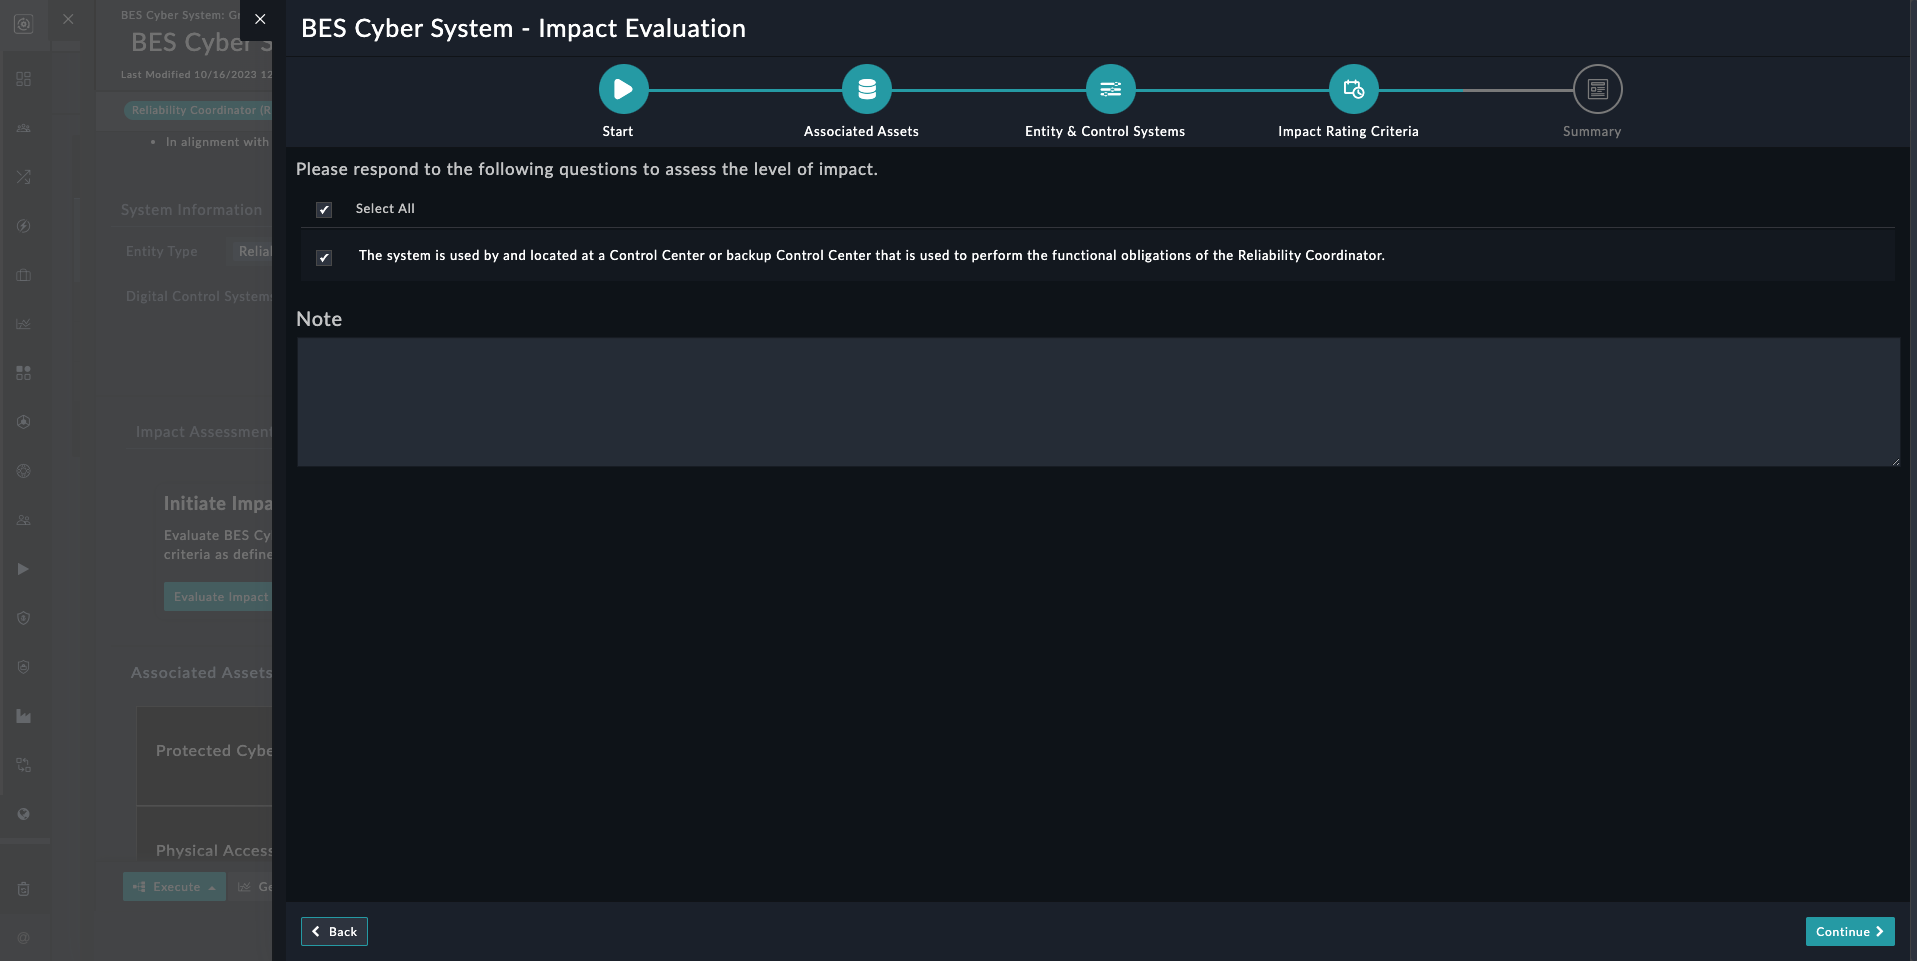 BES Cyber System: Gr
BES Cyber S
Last Modified 10/16/2023 12
Reliability Coordinator (R
• In alignment with
System Information
Entity Type Relial
Digital Control Systems
Impact Assessment
Initiate Impa
Evaluate BES Cy
criteria as define
Evaluate Impact
Associated Assets
Protected Cybe
Physical Access
Execute
Ge
BES Cyber System - Impact Evaluation
Start
Associated Assets
Entity & Control Systems
Impact Rating Criteria
Summary
Please respond to the following questions to assess the level of impact.
Select All
The system is used by and located at a Control Center or backup Control Center that is used to perform the functional obligations of the Reliability Coordinator.
Note
Back
Continue